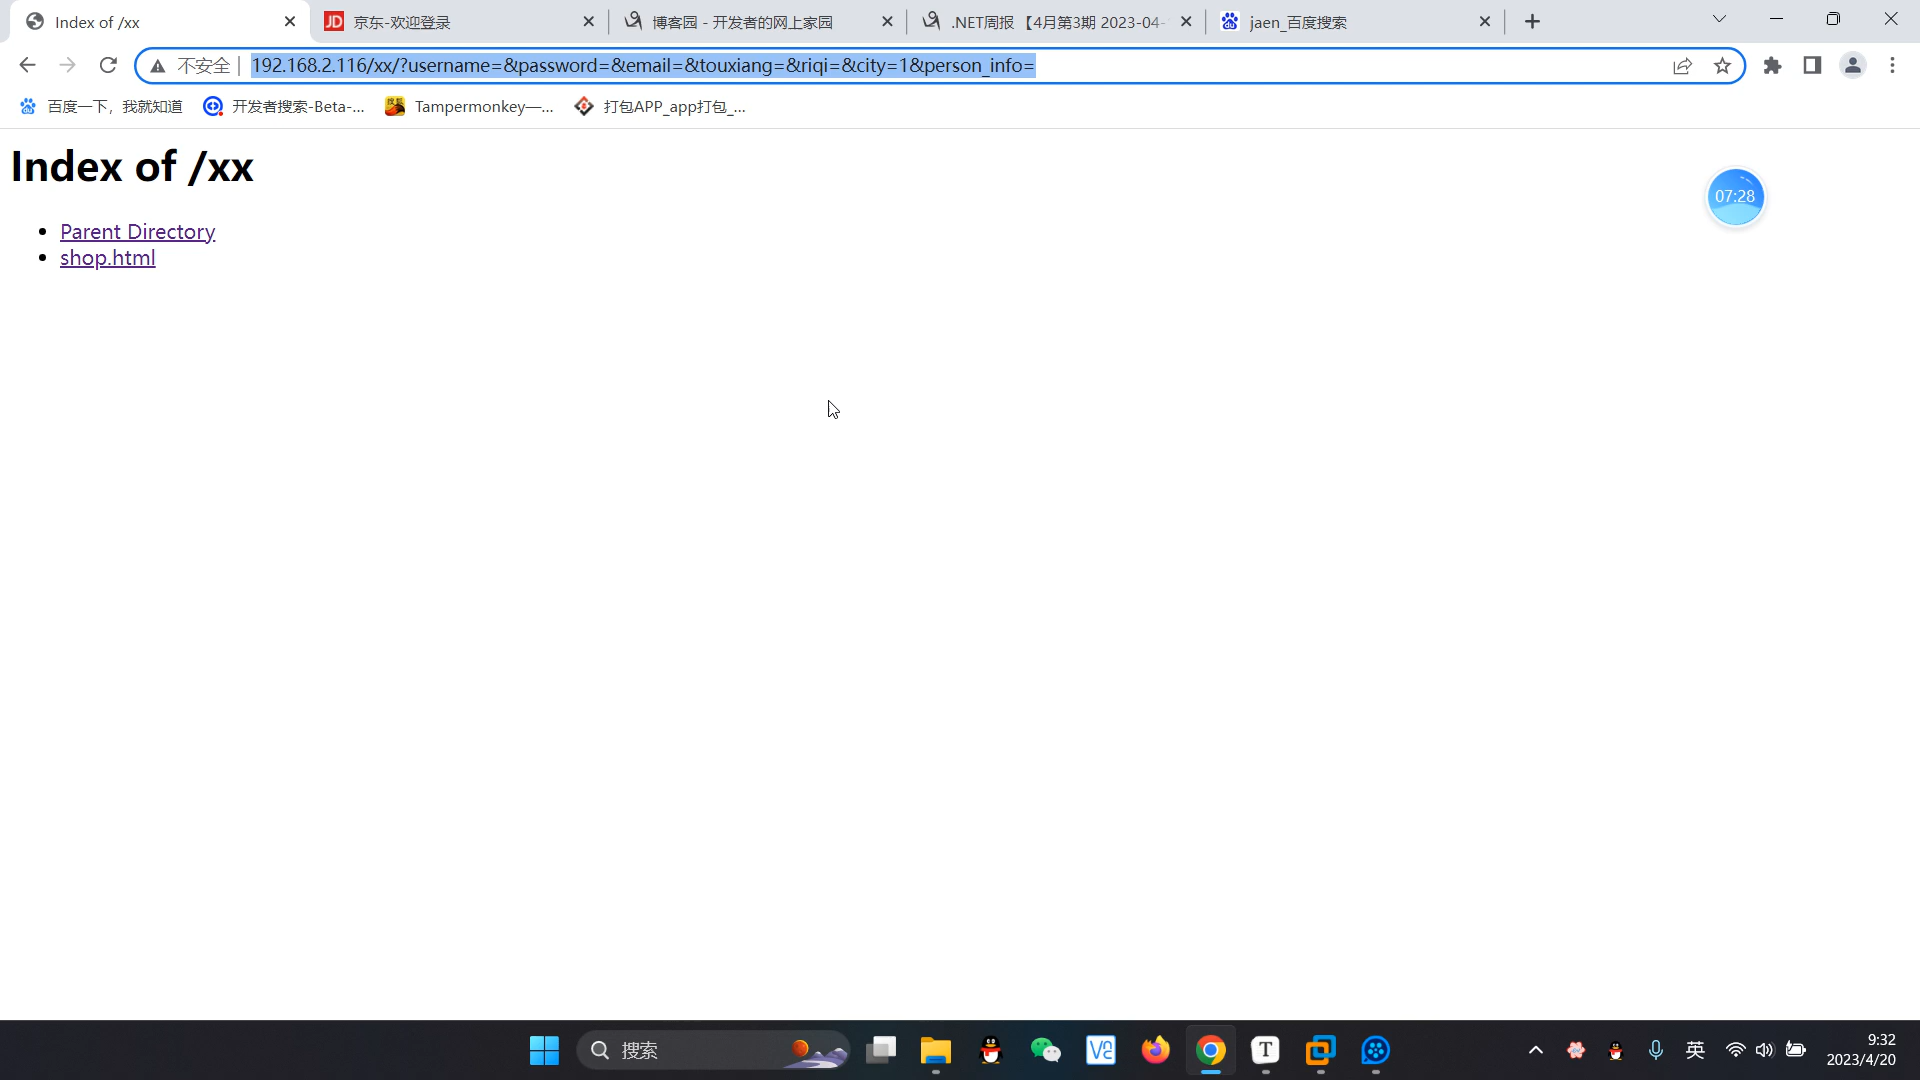 Index of /xx
京东-欢迎登录
博客园 - 开发者的网上家园
.NET周报 【4月第3期 2023-04-
jaen_百度搜索
不安全
192.168.2.116/xx/?username=&password=&email=&touxiang=&riqi=&city=1&person_info=
百度一下，我就知道
开发者搜索-Beta-...
Tampermonkey—...
打包APP_app打包_...
Index of /xx
07:28
Parent Directory
shop.html
搜索
英
9:32
2023/4/20